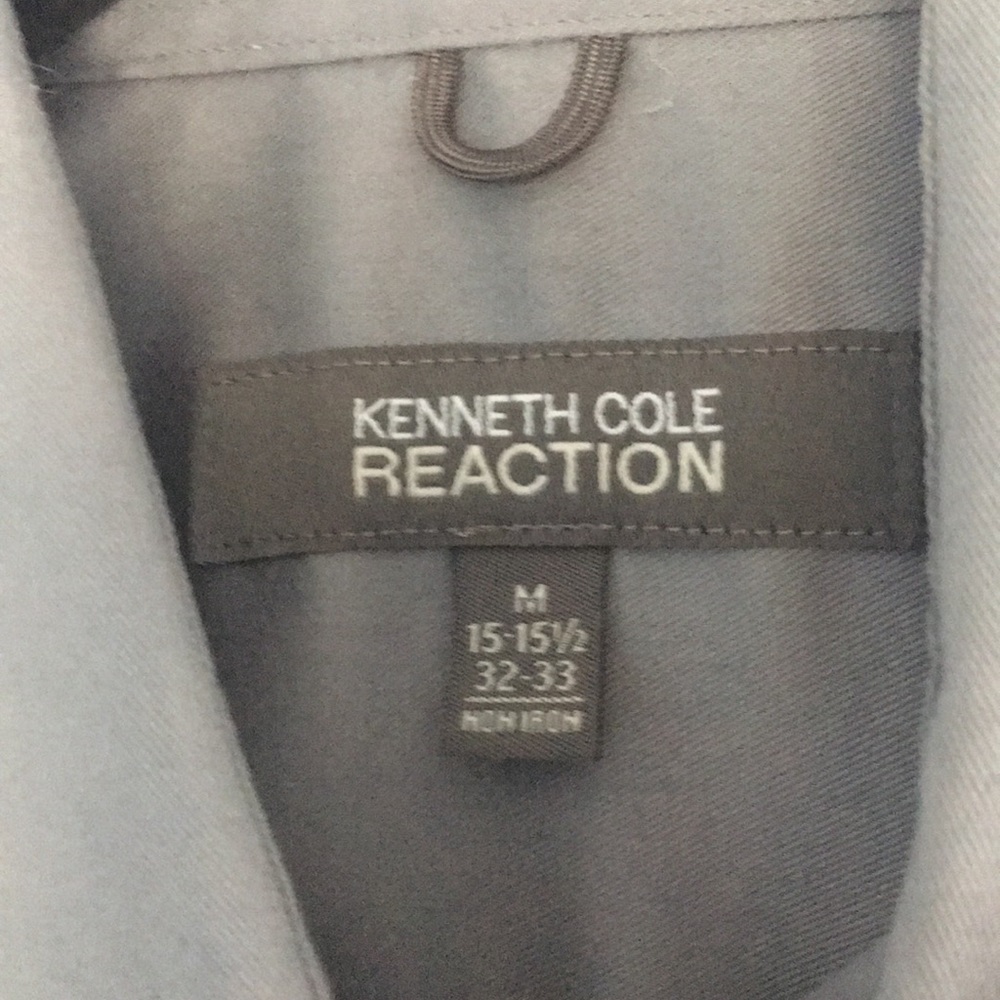 KENNETH COLE
REACTION
M
15-15½
32-33
NON IRON